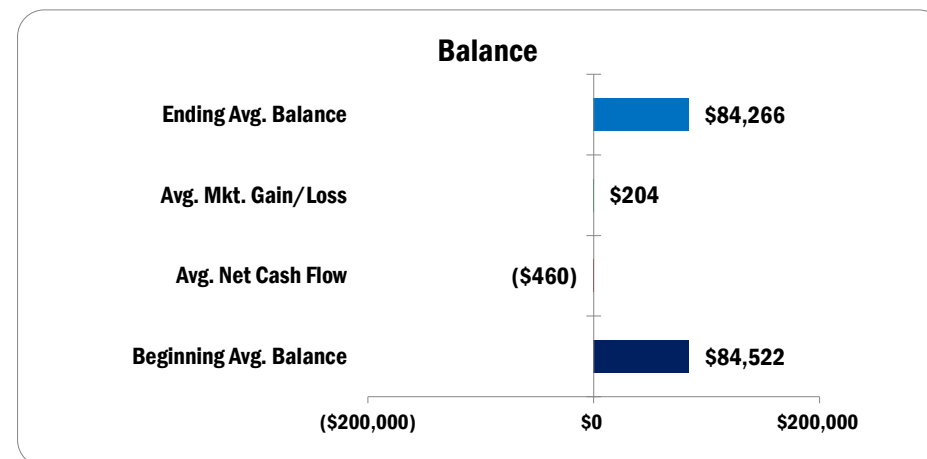 Balance
Ending Avg. Balance $84,266
Avg. Mkt. Gain/Loss $204
Avg. Net Cash Flow ($460)
Beginning Avg. Balance $84,522
($200,000) $0 $200,000